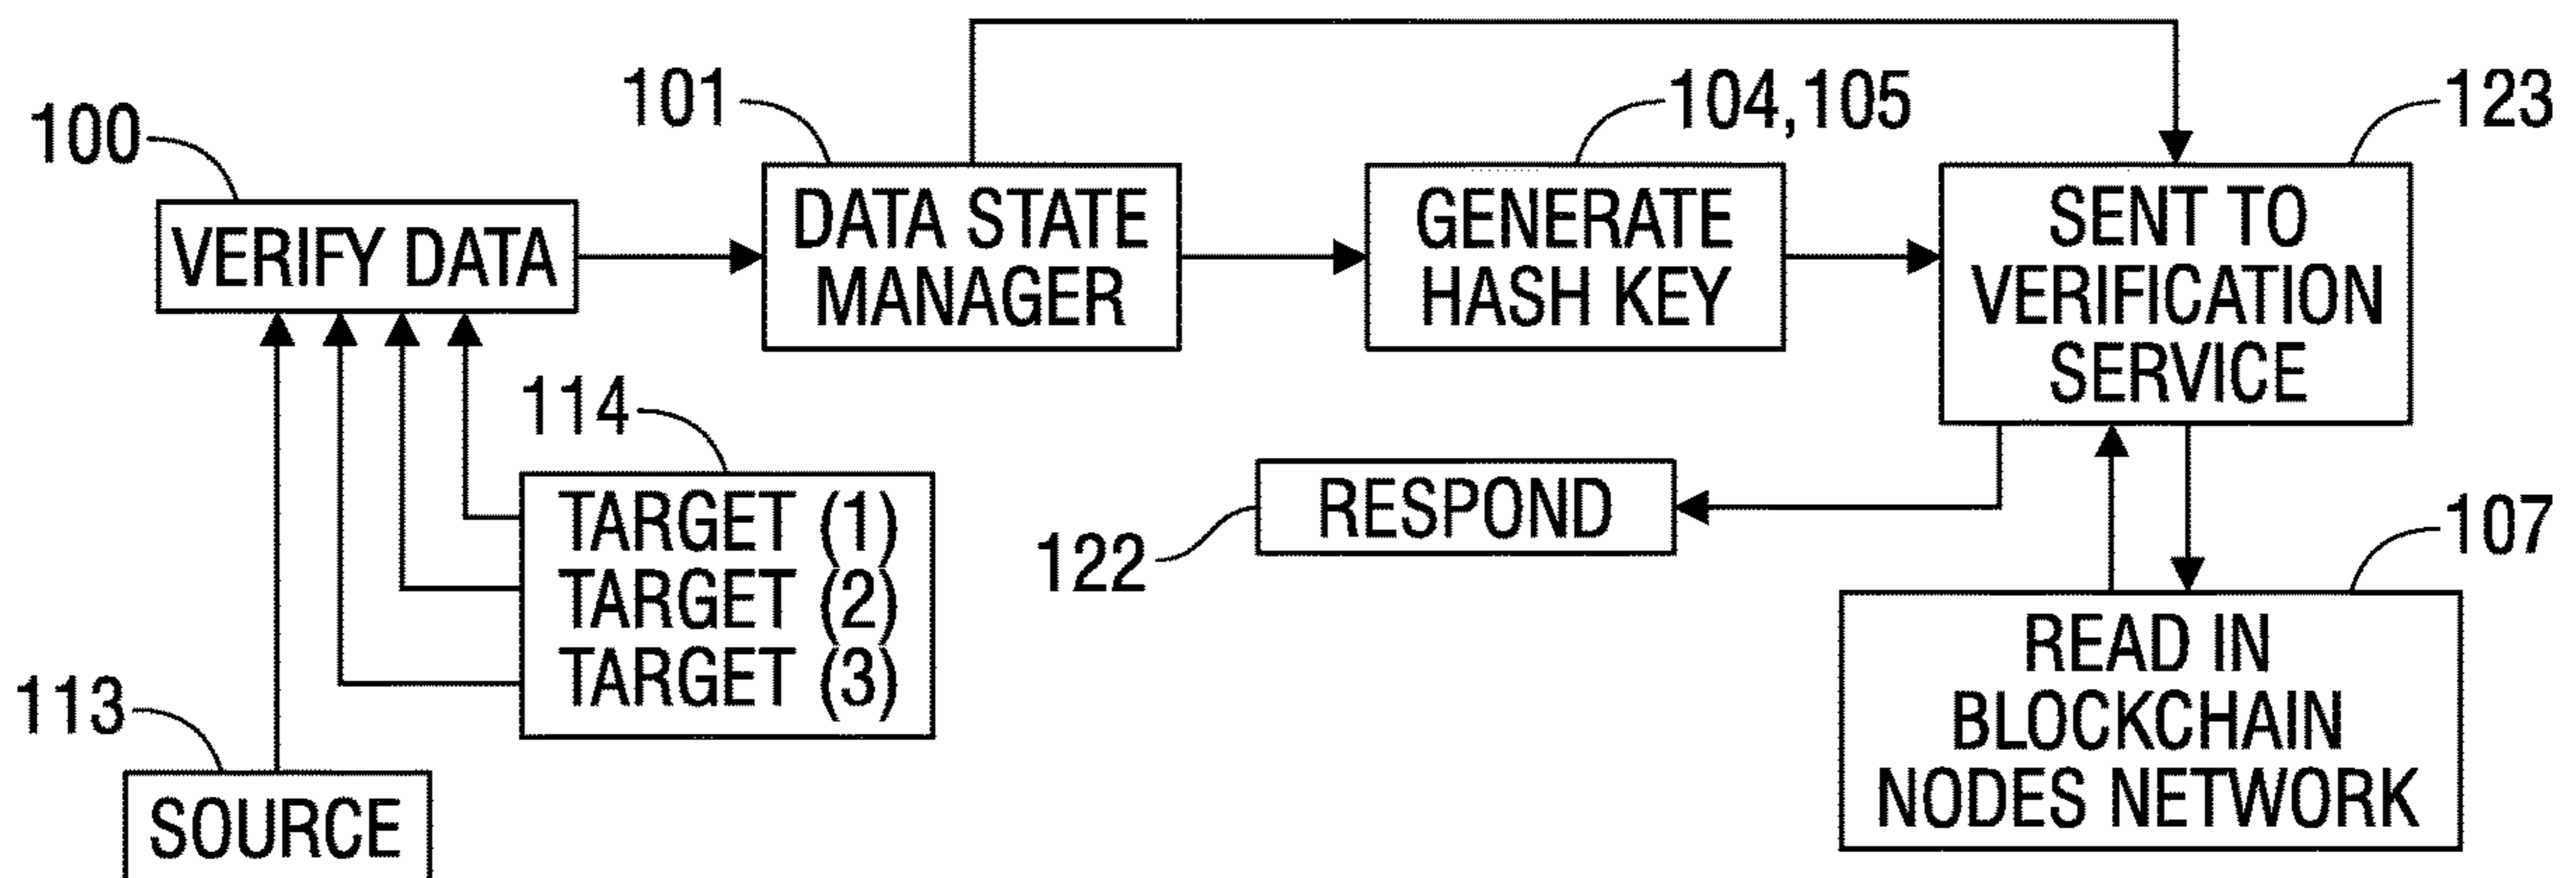 100
VERIFY DATA
101
DATA STATE
MANAGER
104,105
GENERATE
HASH KEY
123
SENT TO
VERIFICATION
SERVICE
114
TARGET (1)
TARGET (2)
TARGET (3)
113
SOURCE
122
RESPOND
107
READ IN
BLOCKCHAIN
NODES NETWORK